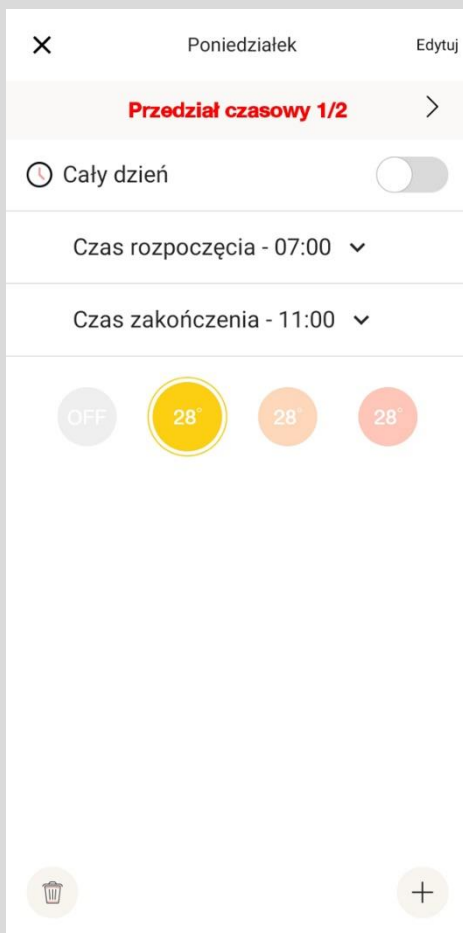 Poniedziałek Edytuj
Przedział czasowy 1/2
Cały dzień
Czas rozpoczęcia - 07:00
Czas zakończenia - 11:00
OFF 28° 28° 28°